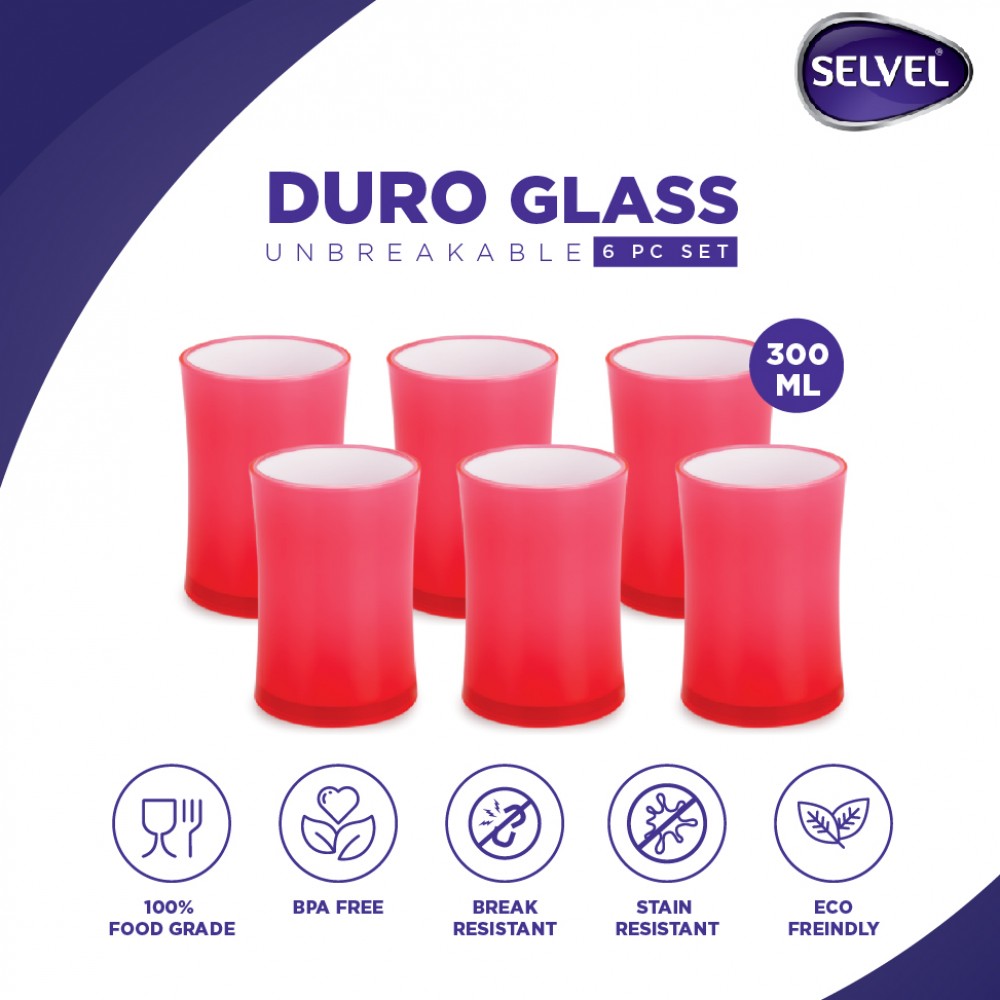 SELVEL®
DURO GLASS
UNBREAKABLE 6 PC SET
300
ML
100%
FOOD GRADE
BPA FREE
BREAK
RESISTANT
STAIN
RESISTANT
ECO
FREINDLY